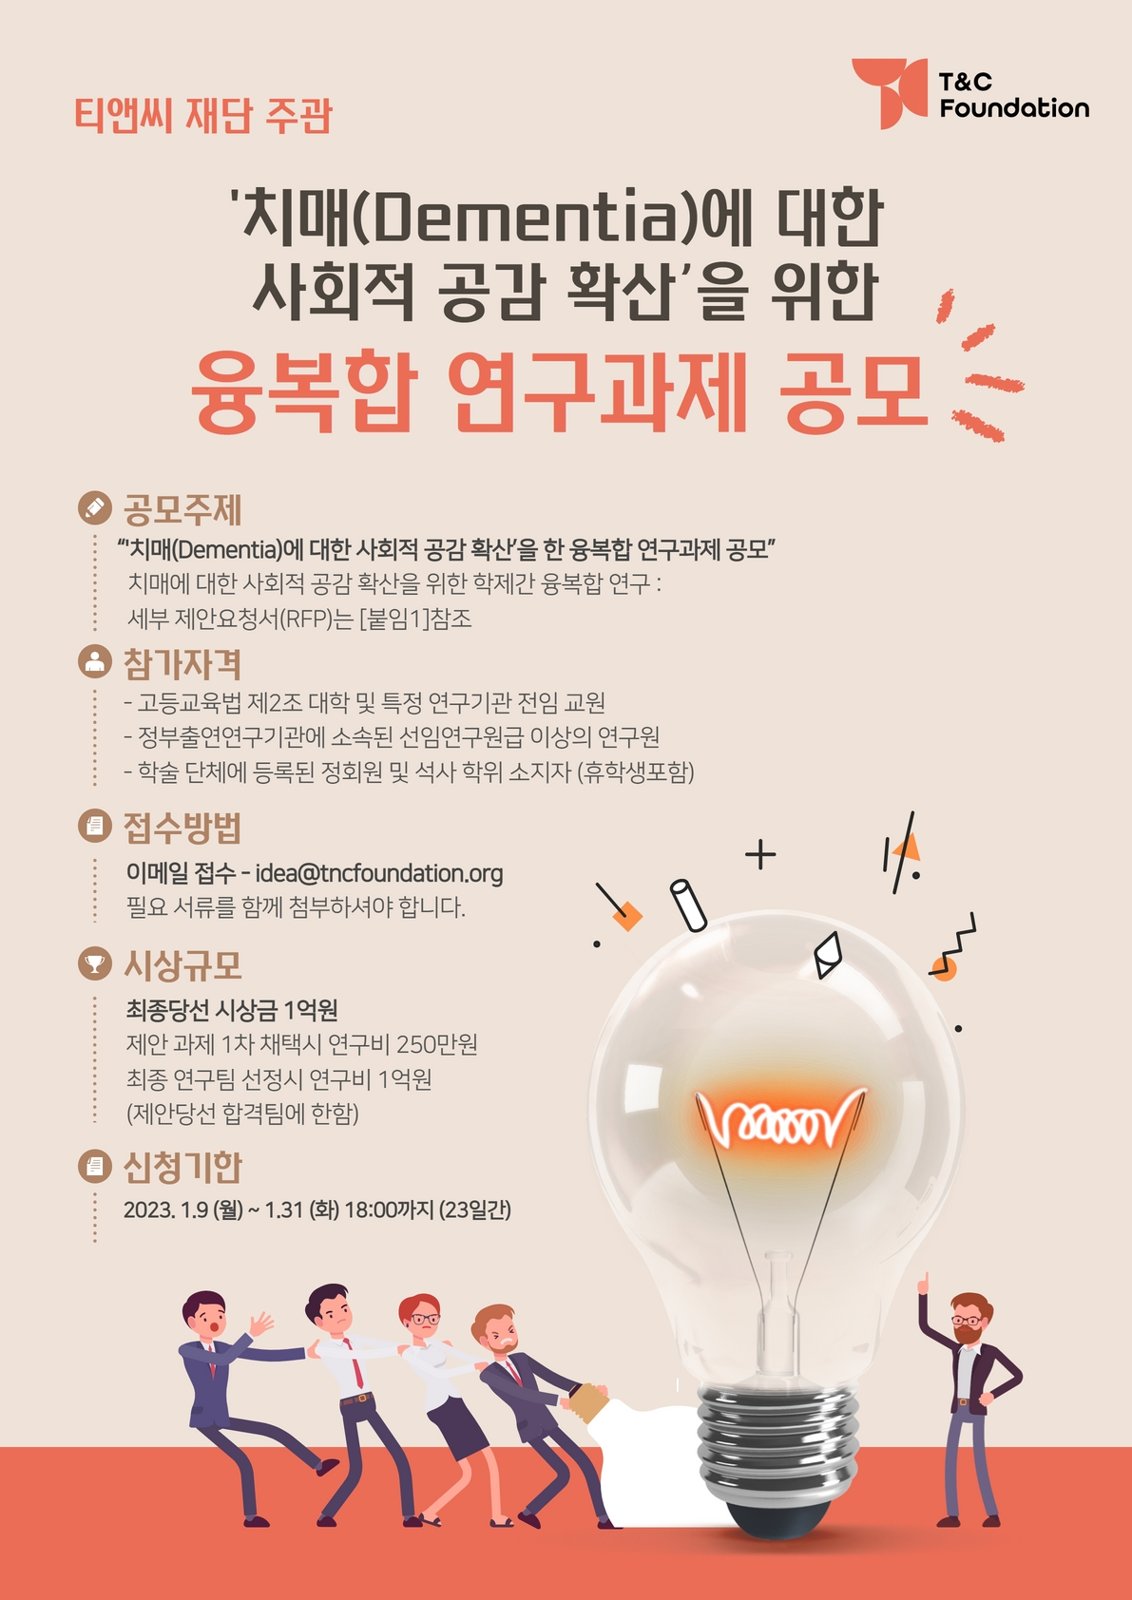 티앤씨 재단 주관
T&C
Foundation
'치매(Dementia)에 대한
사회적 공감 확산’을 위한
융복합 연구과제 공모
공모주제
“'치매(Dementia)에 대한 사회적 공감 확산’을 한 융복합 연구과제 공모”
치매에 대한 사회적 공감 확산을 위한 학제간 융복합 연구 :
세부 제안요청서(RFP)는 [붙임1]참조
참가자격
- 고등교육법 제2조 대학 및 특정 연구기관 전임 교원
- 정부출연연구기관에 소속된 선임연구원급 이상의 연구원
- 학술 단체에 등록된 정회원 및 석사 학위 소지자 (휴학생포함)
접수방법
이메일 접수 - idea@tncfoundation.org
필요 서류를 함께 첨부하셔야 합니다.
시상규모
최종당선 시상금 1억원
제안 과제 1차 채택시 연구비 250만원
최종 연구팀 선정시 연구비 1억원
(제안당선 합격팀에 한함)
신청기한
2023. 1.9 (월) ~ 1.31 (화) 18:00까지 (23일간)